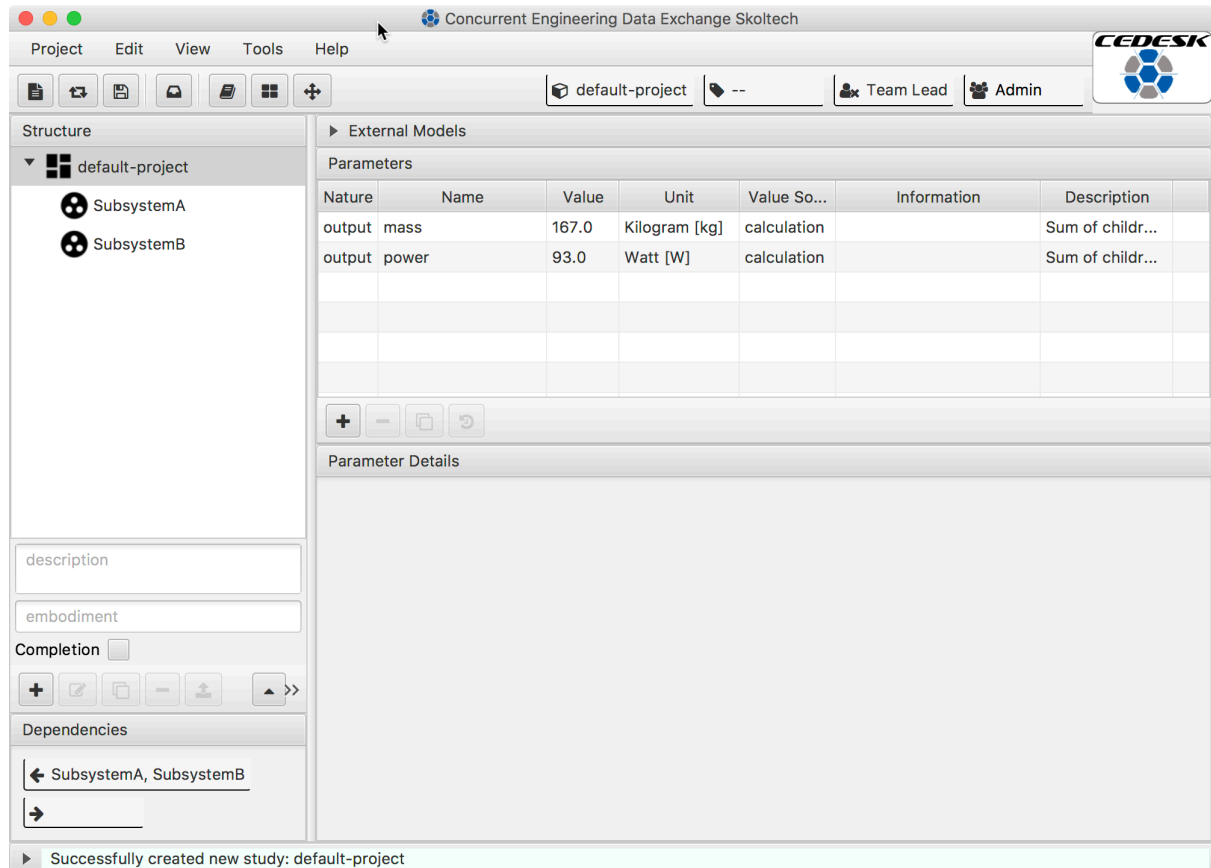 Concurrent Engineering Data Exchange Skoltech
Project Edit View Tools Help
CEDESK
default-project -- Team Lead Admin
Structure
default-project
SubsystemA
SubsystemB
External Models
Parameters
Nature Name Value Unit Value So... Information Description
output mass 167.0 Kilogram [kg] calculation Sum of childr...
output power 93.0 Watt [W] calculation Sum of childr...
Parameter Details
description
embodiment
Completion
Dependencies
SubsystemA, SubsystemB
Successfully created new study: default-project